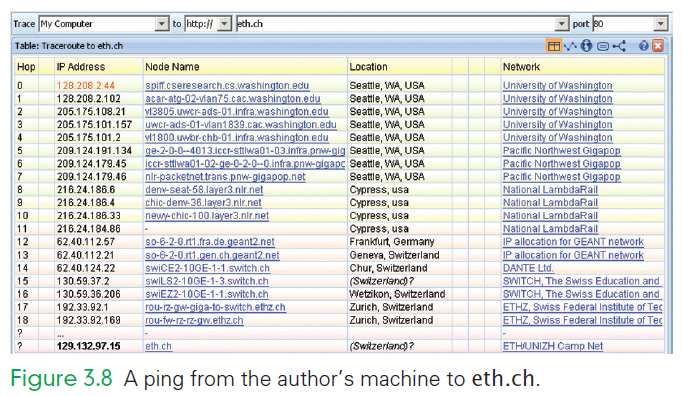 Trace My Computer to http:// eth.ch port 80
Table: Traceroute to eth.ch
Hop IP Address Node Name Location Network
0 128.208.2.44 spiff.cseresearch.cs.washington.edu Seattle, WA, USA University of Washington
1 128.208.2.102 acar-atg-02-vlan75.cac.washington.edu Seattle, WA, USA University of Washington
2 205.175.108.21 vl3805.uwcr-ads-01.infra.washington.edu Seattle, WA, USA University of Washington
3 205.175.101.157 uwcr-ads-01-vlan1839.cac.washington.edu Seattle, WA, USA University of Washington
4 205.175.101.2 vl1800.uwbr-chb-01.infra.washington.edu Seattle, WA, USA University of Washington
5 209.124.191.134 ge-2-0-0--4013.iccr-sttlwa01-03.infra.pnw-gig Seattle, WA, USA Pacific Northwest Gigapop
6 209.124.179.45 iccr-sttlwa01-02-ge-0-2-0--0.infra.pnw-gigapc Seattle, WA, USA Pacific Northwest Gigapop
7 209.124.179.46 nlr-packetnet.trans.pnw-gigapop.net Seattle, WA, USA Pacific Northwest Gigapop
8 216.24.186.6 denv-seat-58.layer3.nlr.net Cypress, usa National LambdaRail
9 216.24.186.4 chic-denv-36.layer3.nlr.net Cypress, usa National LambdaRail
10 216.24.186.33 newy-chic-100.layer3.nlr.net Cypress, usa National LambdaRail
11 216.24.184.86 - Cypress, usa National LambdaRail
12 62.40.112.57 so-6-2-0.rt1.fra.de.geant2.net Frankfurt, Germany IP allocation for GEANT network
13 62.40.112.21 so-6-2-0.rt1.gen.ch.geant2.net Geneva, Switzerland IP allocation for GEANT network
14 62.40.124.22 swiCE2-10GE-1-1.switch.ch Chur, Switzerland DANTE Ltd.
15 130.59.37.2 swiLS2-10GE-1-3.switch.ch (Switzerland)? SWITCH, The Swiss Education and
16 130.59.36.206 swiEZ2-10GE-1-1.switch.ch Wetzikon, Switzerland SWITCH, The Swiss Education and
17 192.33.92.1 rou-rz-gw-giga-to-switch.ethz.ch Zurich, Switzerland ETHZ, Swiss Federal Institute of Tec
18 192.33.92.169 rou-fw-rz-rz-gw.ethz.ch Zurich, Switzerland ETHZ, Swiss Federal Institute of Tec
? ... - -
? 129.132.97.15 eth.ch (Switzerland)? ETH/UNIZH Camp Net
Figure 3.8 A ping from the author's machine to eth.ch.